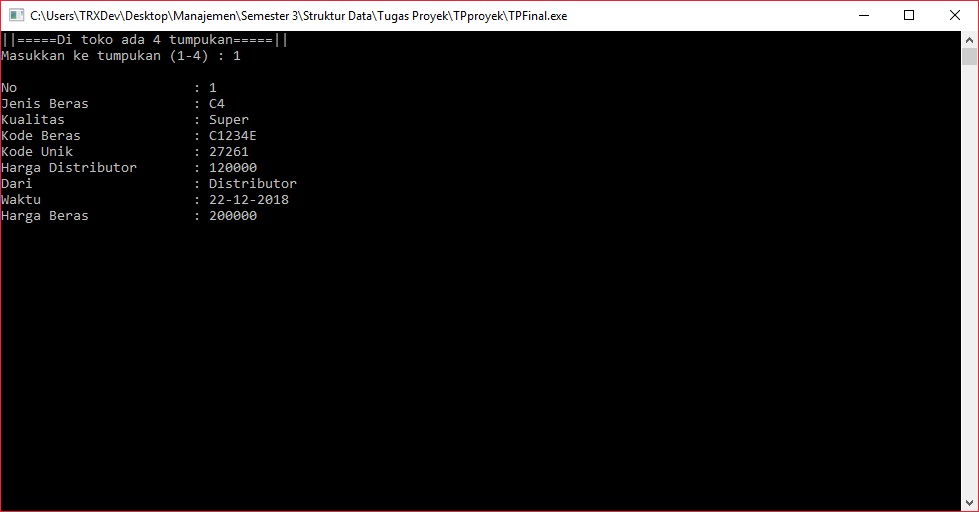 C:\Users\TRXDev\Desktop\Manajemen\Semester 3\Struktur Data\Tugas Proyek\TPproyek\TPFinal.exe
||=====Di toko ada 4 tumpukan=====||
Masukkan ke tumpukan (1-4) : 1
No : 1
Jenis Beras : C4
Kualitas : Super
Kode Beras : C1234E
Kode Unik : 27261
Harga Distributor : 120000
Dari : Distributor
Waktu : 22-12-2018
Harga Beras : 200000